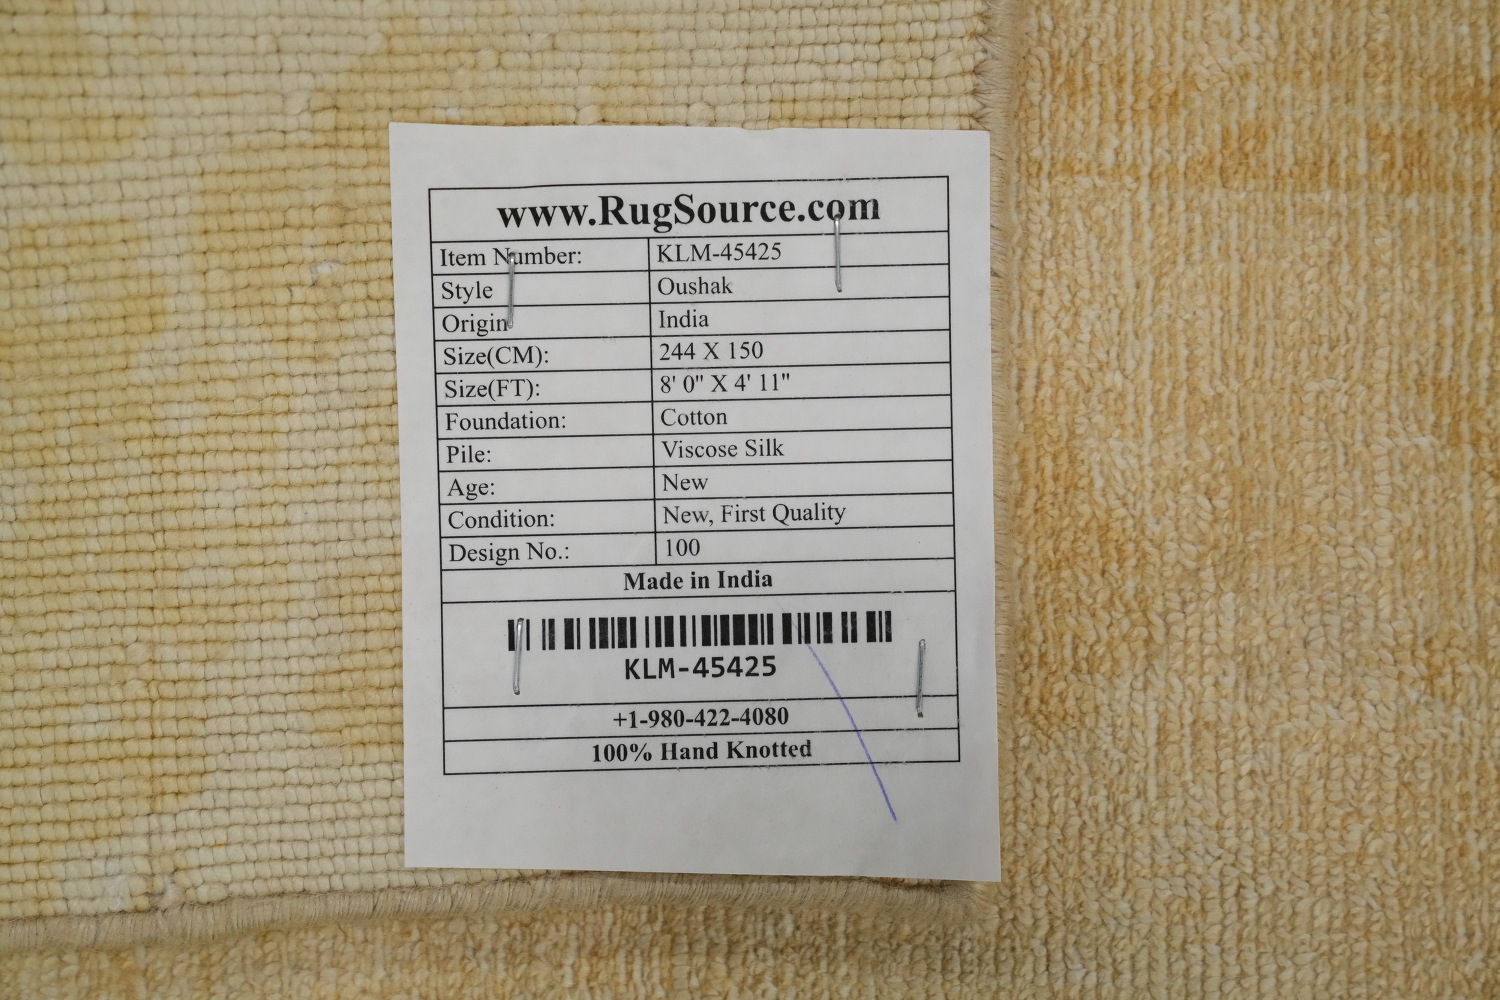 www.RugSource.com
Item Number: KLM-45425
Style Oushak
Origin India
Size(CM): 244 X 150
Size(FT): 8' 0" X 4' 11"
Foundation: Cotton
Pile: Viscose Silk
Age: New
Condition: New, First Quality
Design No.: 100
Made in India
KLM-45425
+1-980-422-4080
100% Hand Knotted